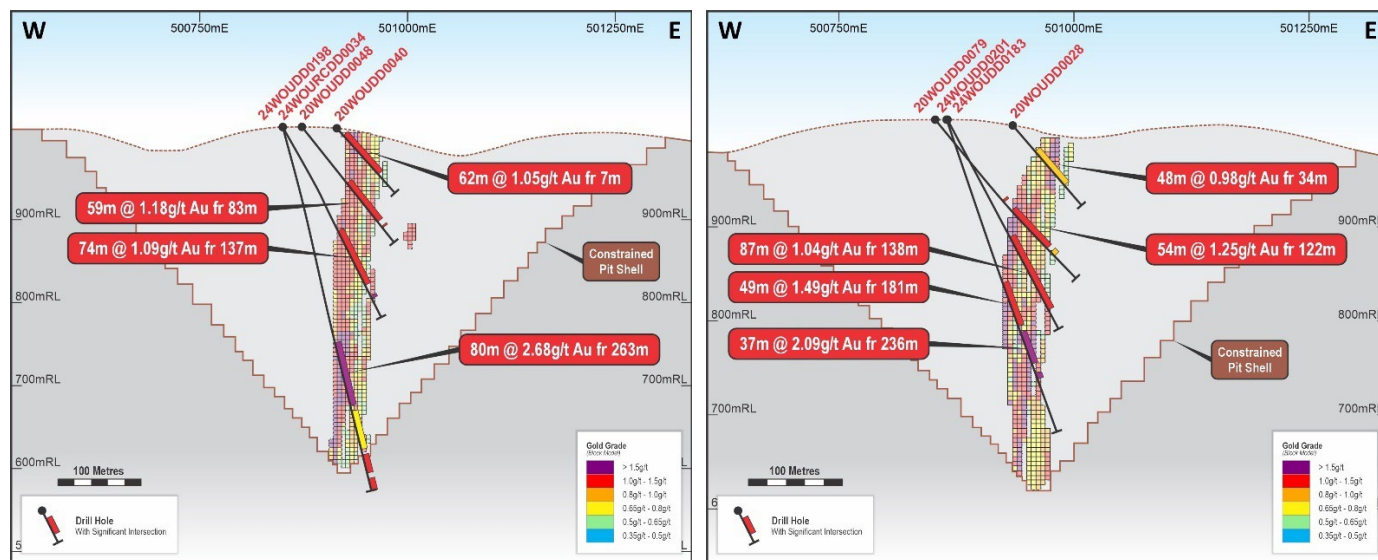 W
500750mE
501000mE
501250mE
E
24WOUDD0198
24WOURCDD0034
20WOUDD0048
20WOUDD0040
62m @ 1.05g/t Au fr 7m
59m @ 1.18g/t Au fr 83m
74m @ 1.09g/t Au fr 137m
80m @ 2.68g/t Au fr 263m
Constrained
Pit Shell
900mRL
900mRL
800mRL
800mRL
700mRL
700mRL
600mRL
600mRL
5
100 Metres
Drill Hole
With Significant Intersection
Gold Grade
(Block Model)
> 1.5g/t
1.0g/t - 1.5g/t
0.8g/t - 1.0g/t
0.65g/t - 0.8g/t
0.5g/t - 0.65g/t
0.35g/t - 0.5g/t
W
500750mE
501000mE
501250mE
E
20WOUDD0079
24WOUDD0201
24WOUDD0183
20WOUDD0028
48m @ 0.98g/t Au fr 34m
54m @ 1.25g/t Au fr 122m
87m @ 1.04g/t Au fr 138m
49m @ 1.49g/t Au fr 181m
37m @ 2.09g/t Au fr 236m
Constrained
Pit Shell
900mRL
900mRL
800mRL
800mRL
700mRL
700mRL
6
100 Metres
Drill Hole
With Significant Intersection
Gold Grade
(Block Model)
> 1.5g/t
1.0g/t - 1.5g/t
0.8g/t - 1.0g/t
0.65g/t - 0.8g/t
0.5g/t - 0.65g/t
0.35g/t - 0.5g/t